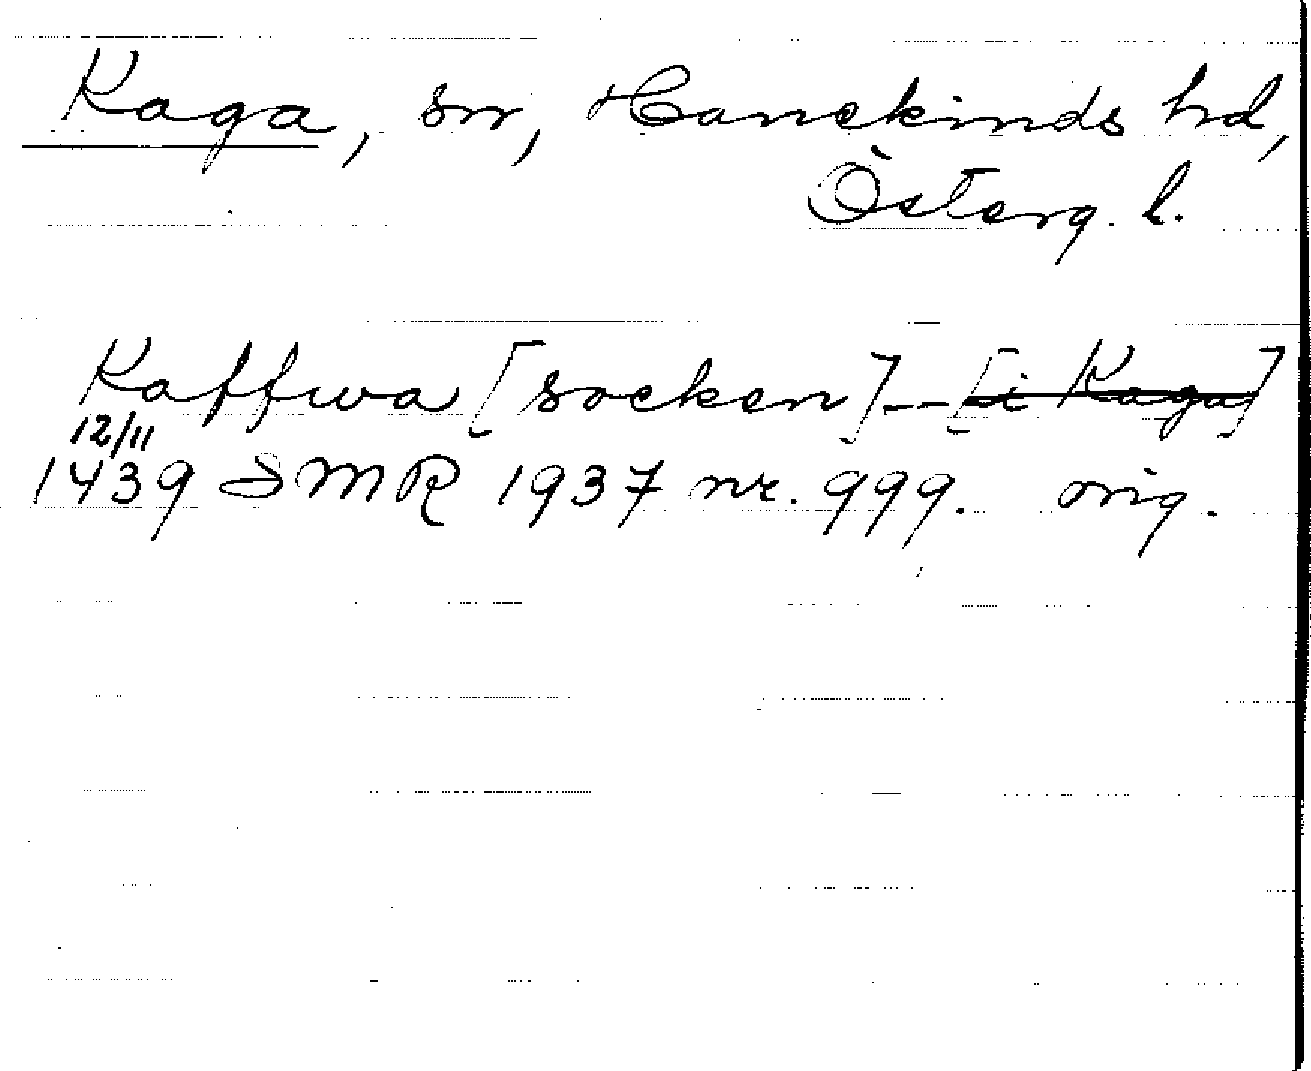 Kaga, sn, Hanekinds hd,
Österg. l.
Kaffwa [socken] — [i Kaga]
12/11
1439 SMR 1937 nr. 999. orig.